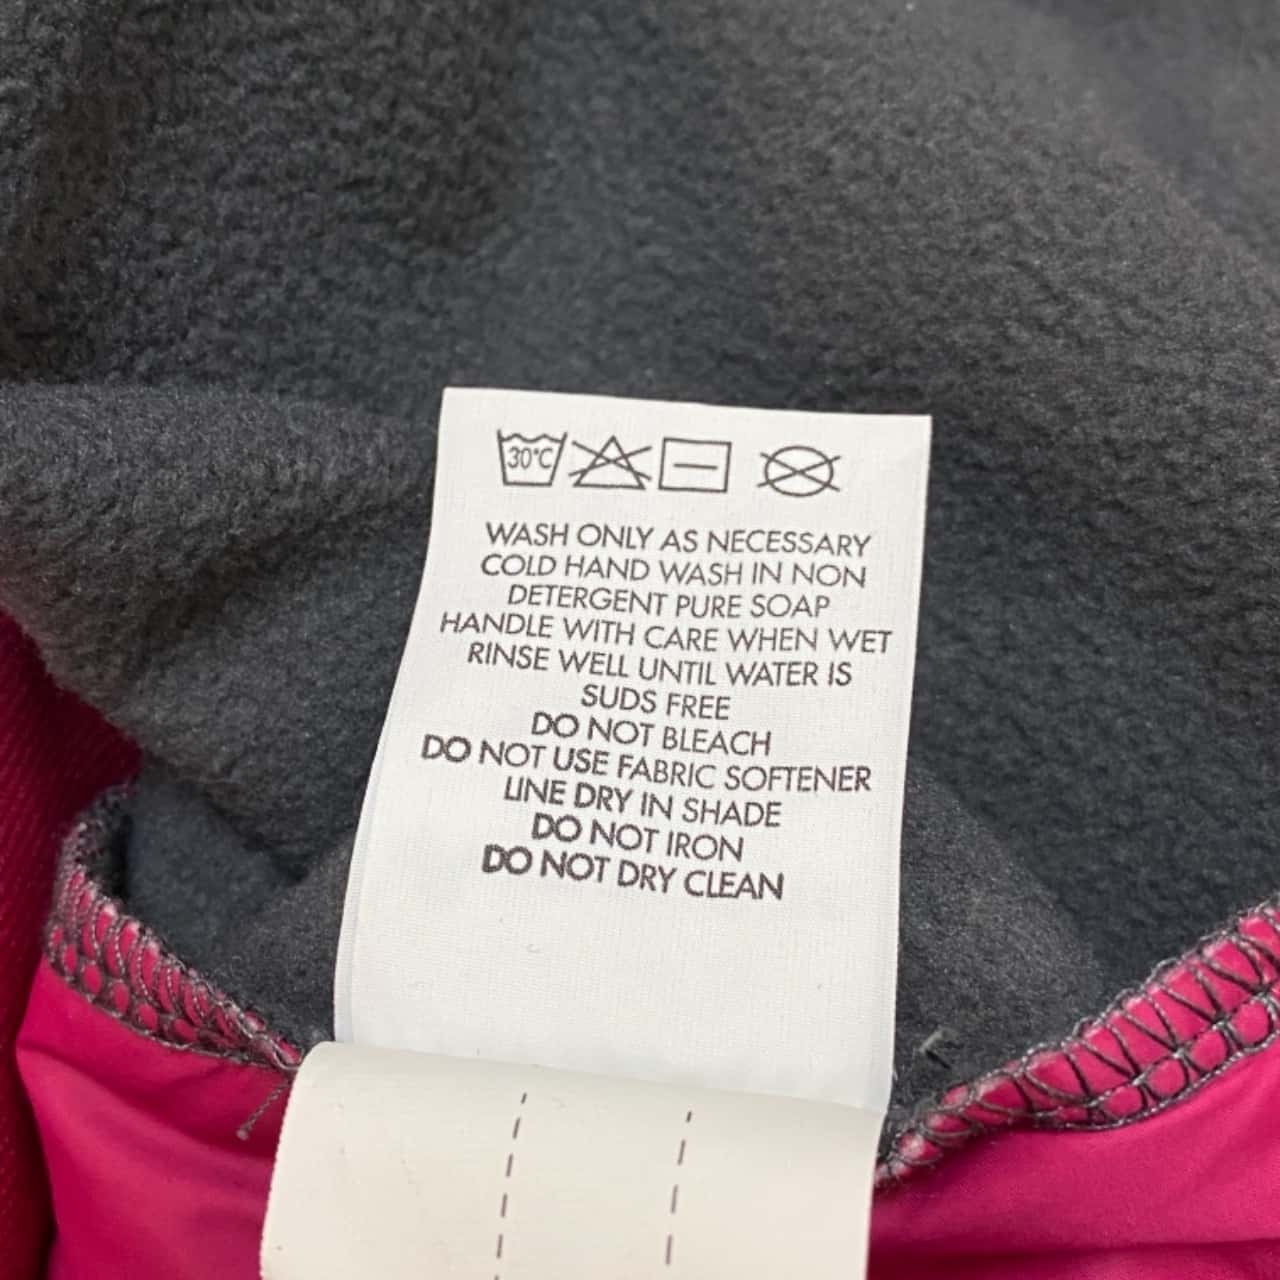 30°C
WASH ONLY AS NECESSARY
COLD HAND WASH IN NON
DETERGENT PURE SOAP
HANDLE WITH CARE WHEN WET
RINSE WELL UNTIL WATER IS
SUDS FREE
DO NOT BLEACH
DO NOT USE FABRIC SOFTENER
LINE DRY IN SHADE
DO NOT IRON
DO NOT DRY CLEAN